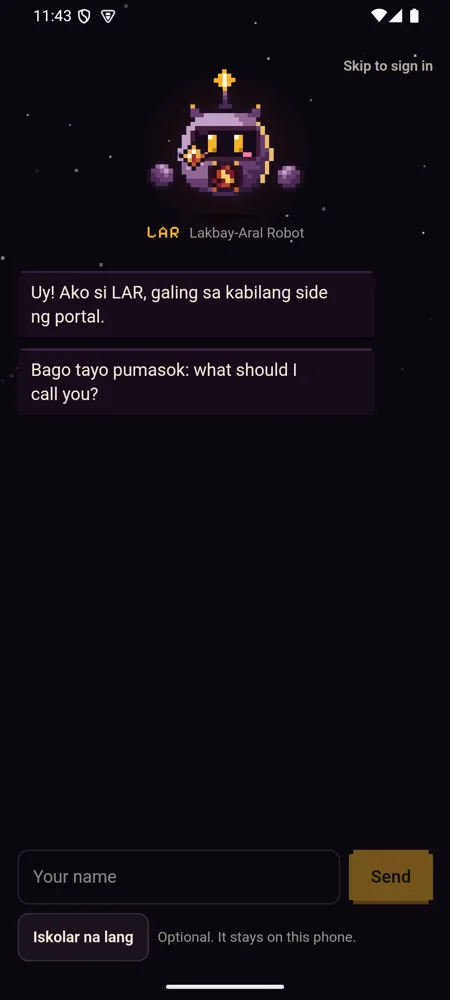 11:43
Skip to sign in
LAR Lakbay-Aral Robot
Uy! Ako si LAR, galing sa kabilang side
ng portal.
Bago tayo pumasok: what should I
call you?
Your name
Send
Iskolar na lang
Optional. It stays on this phone.